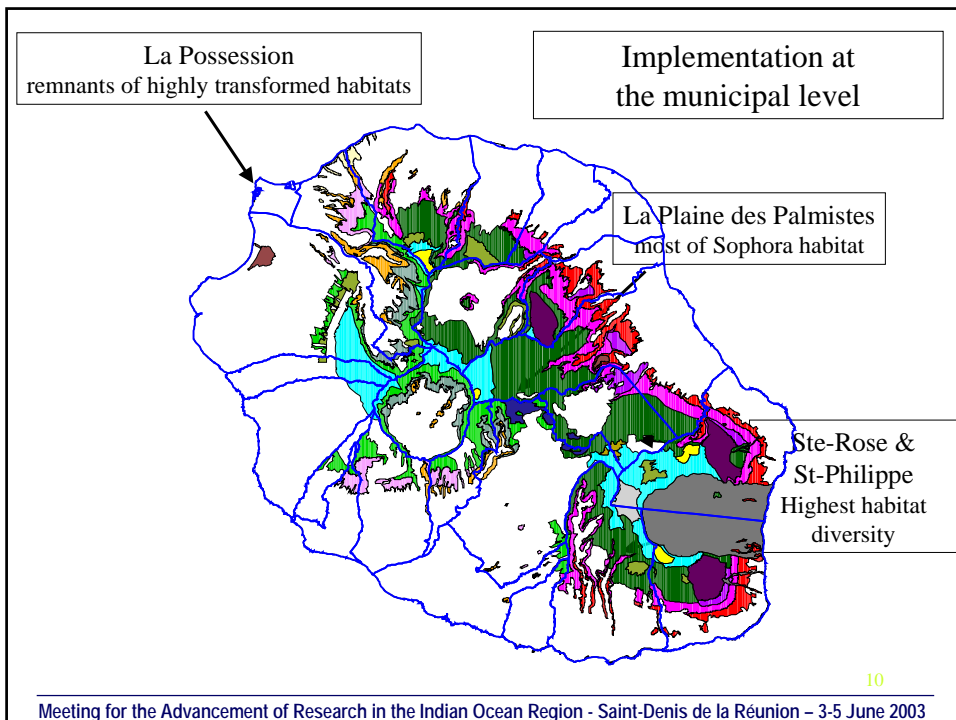 La Possession
remnants of highly transformed habitats
Implementation at
the municipal level
La Plaine des Palmistes
most of Sophora habitat
Ste-Rose &
St-Philippe
Highest habitat
diversity
10
Meeting for the Advancement of Research in the Indian Ocean Region - Saint-Denis de la Réunion – 3-5 June 2003